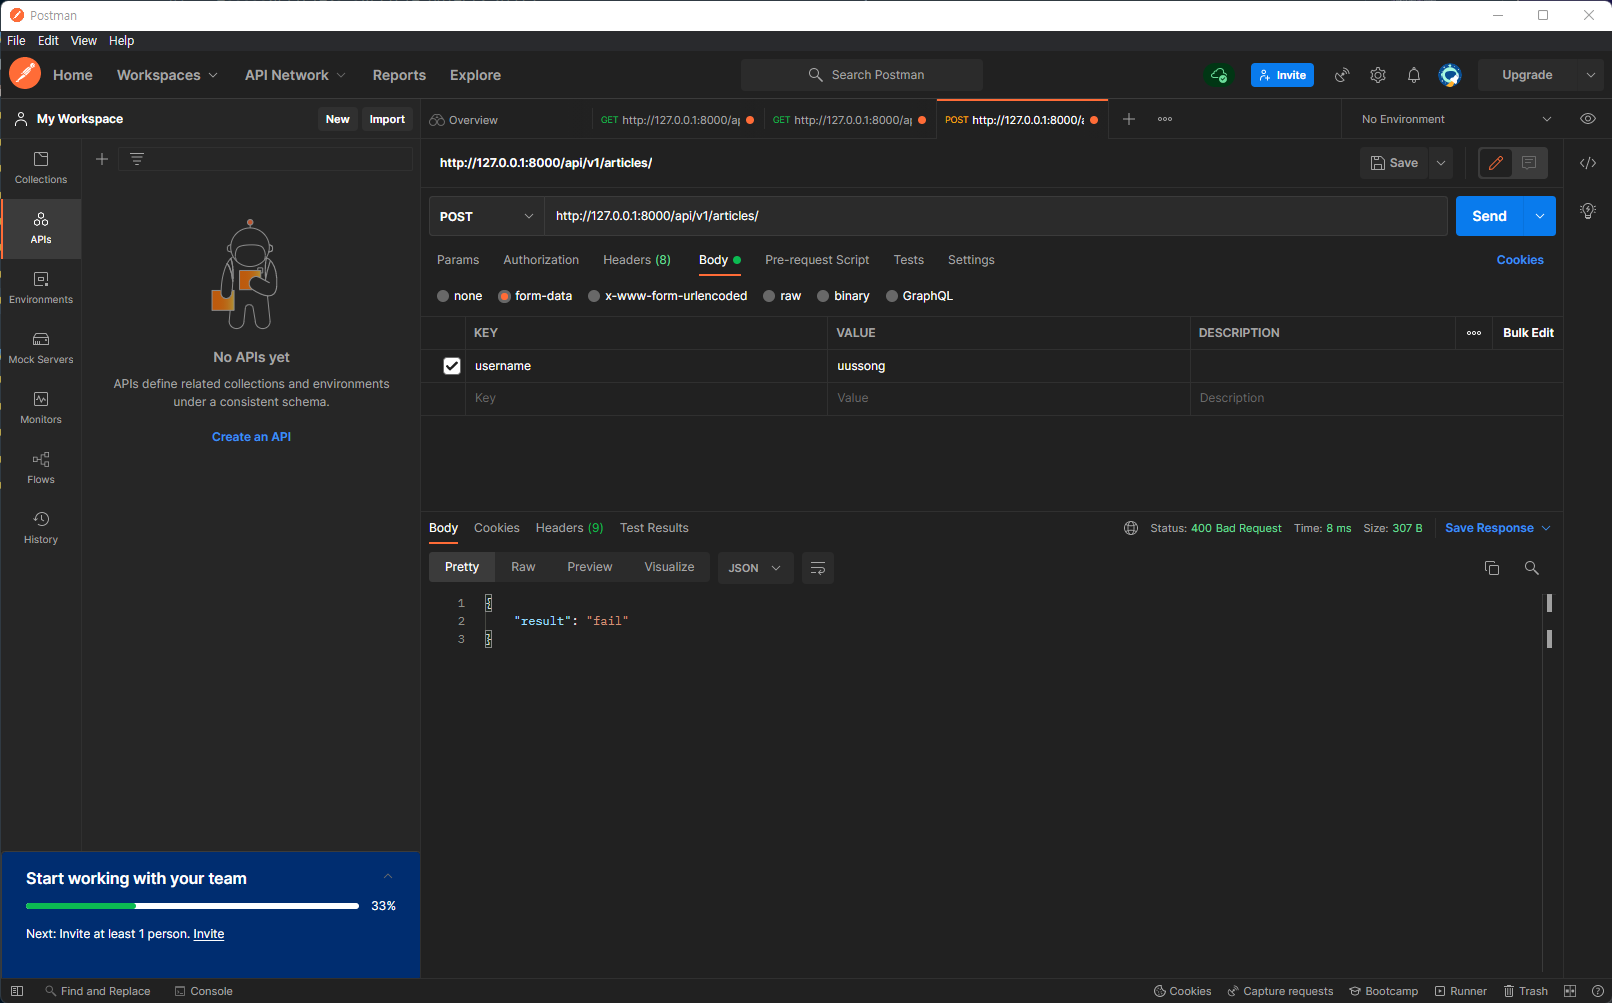 Postman
File Edit View Help
Home Workspaces API Network Reports Explore Search Postman Invite Upgrade
My Workspace New Import
Overview GET http://127.0.0.1:8000/a GET http://127.0.0.1:8000/a POST http://127.0.0.1:8000/a No Environment
Collections
APIs
Environments
Mock Servers
Monitors
Flows
History
No APIs yet
APIs define related collections and environments
under a consistent schema.
Create an API
http://127.0.0.1:8000/api/v1/articles/ Save
POST http://127.0.0.1:8000/api/v1/articles/ Send
Params Authorization Headers (8) Body Pre-request Script Tests Settings Cookies
none form-data x-www-form-urlencoded raw binary GraphQL
KEY VALUE DESCRIPTION Bulk Edit
username uussong
Key Value Description
Body Cookies Headers (9) Test Results Status: 400 Bad Request Time: 8 ms Size: 307 B Save Response
Pretty Raw Preview Visualize JSON
1 {
2 "result": "fail"
3 }
Start working with your team
33%
Next: Invite at least 1 person. Invite
Find and Replace Console Cookies Capture requests Bootcamp Runner Trash